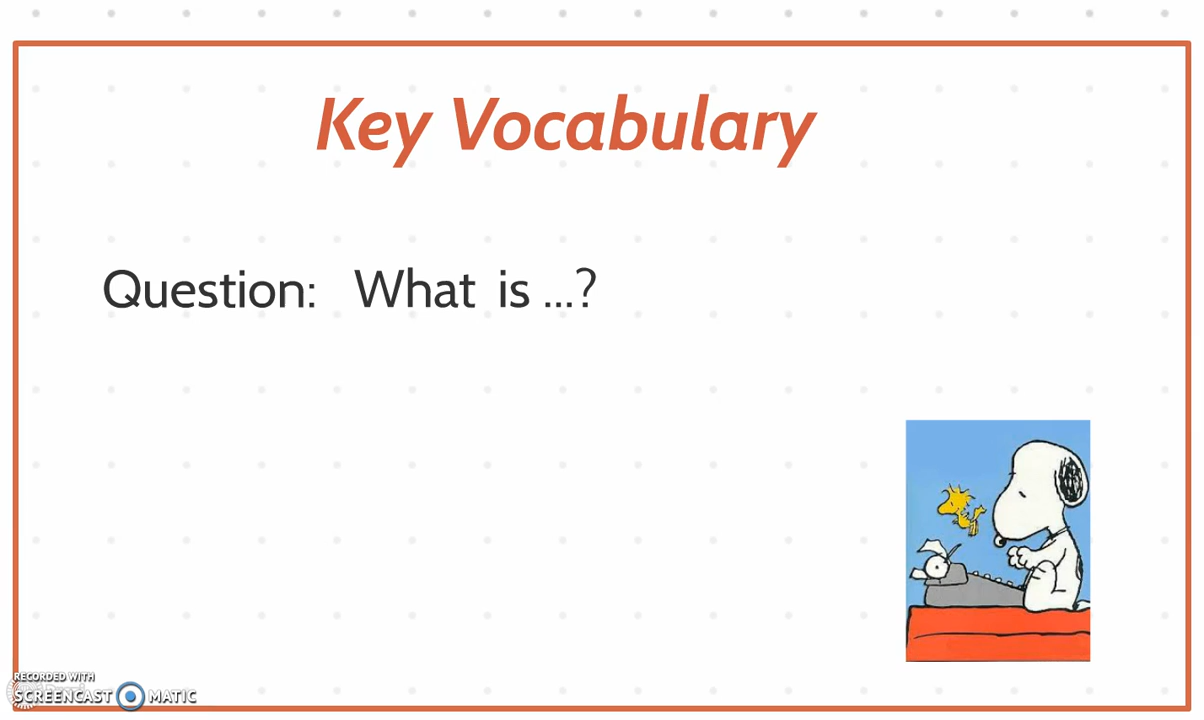 Key Vocabulary
Question: What is ...?
RECORDED WITH
SCREENCAST MATIC